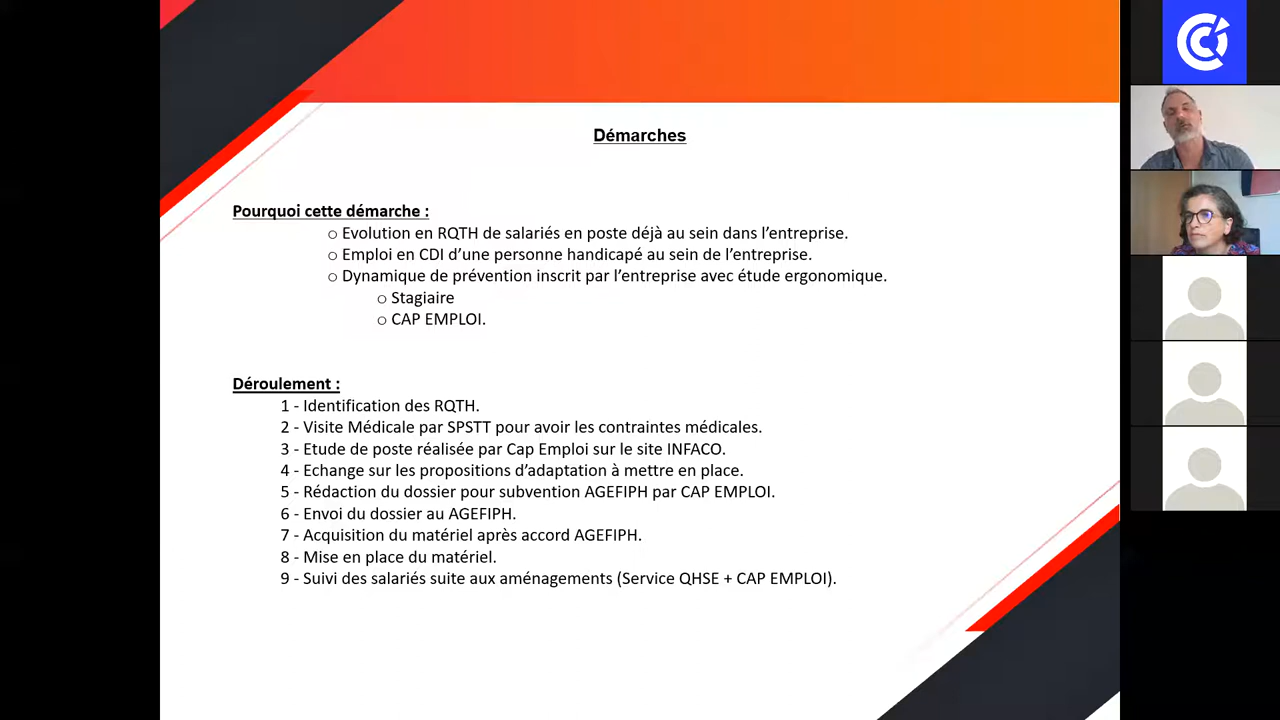 Démarches
Pourquoi cette démarche :
o Evolution en RQTH de salariés en poste déjà au sein dans l’entreprise.
o Emploi en CDI d’une personne handicapé au sein de l’entreprise.
o Dynamique de prévention inscrit par l’entreprise avec étude ergonomique.
o Stagiaire
o CAP EMPLOI.
Déroulement :
1 - Identification des RQTH.
2 - Visite Médicale par SPSTT pour avoir les contraintes médicales.
3 - Etude de poste réalisée par Cap Emploi sur le site INFACO.
4 - Echange sur les propositions d’adaptation à mettre en place.
5 - Rédaction du dossier pour subvention AGEFIPH par CAP EMPLOI.
6 - Envoi du dossier au AGEFIPH.
7 - Acquisition du matériel après accord AGEFIPH.
8 - Mise en place du matériel.
9 - Suivi des salariés suite aux aménagements (Service QHSE + CAP EMPLOI).